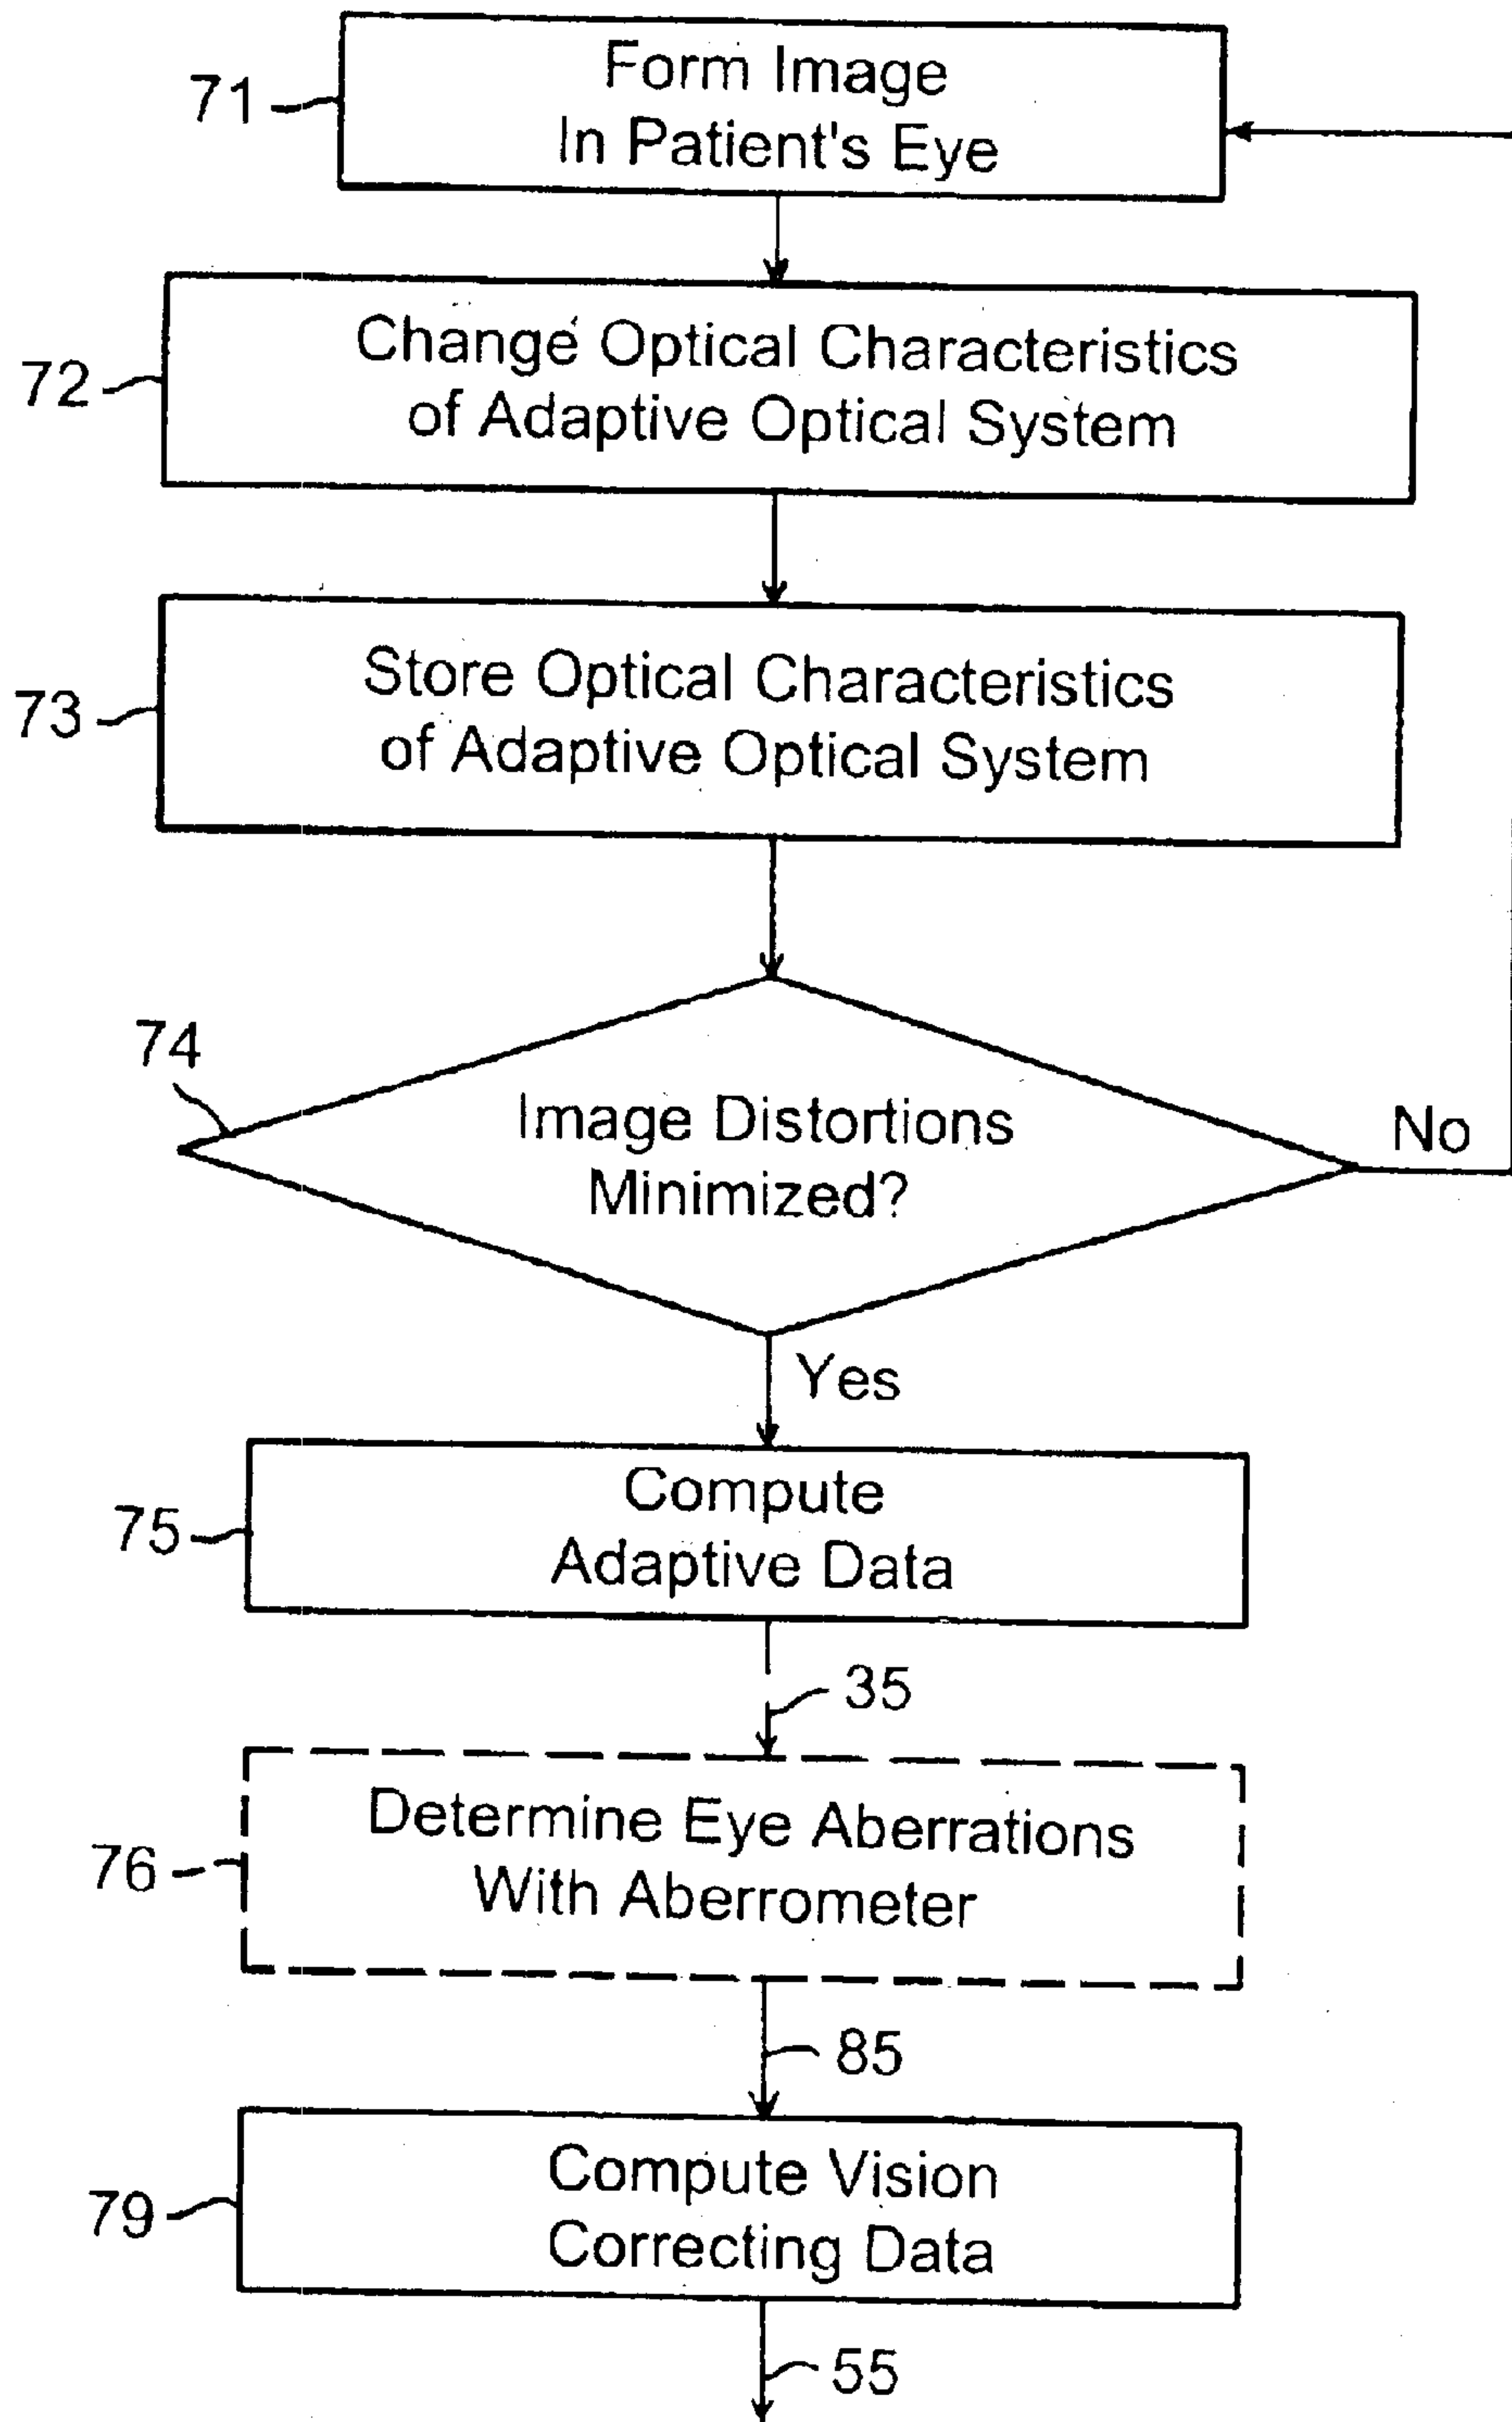 71
Form Image
In Patient's Eye
72
Change Optical Characteristics
of Adaptive Optical System
73
Store Optical Characteristics
of Adaptive Optical System
74
Image Distortions
Minimized?
No
Yes
75
Compute
Adaptive Data
35
76
Determine Eye Aberrations
With Aberrometer
85
79
Compute Vision
Correcting Data
55